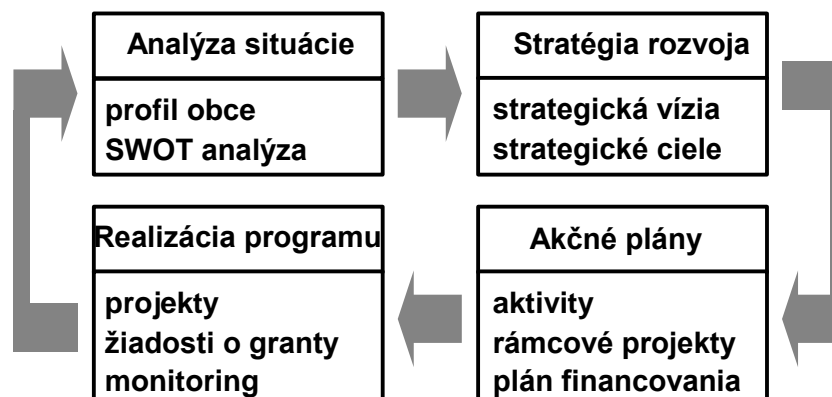 Analýza situácie
profil obce
SWOT analýza
Stratégia rozvoja
strategická vízia
strategické ciele
Realizácia programu
projekty
žiadosti o granty
monitoring
Akčné plány
aktivity
rámcové projekty
plán financovania